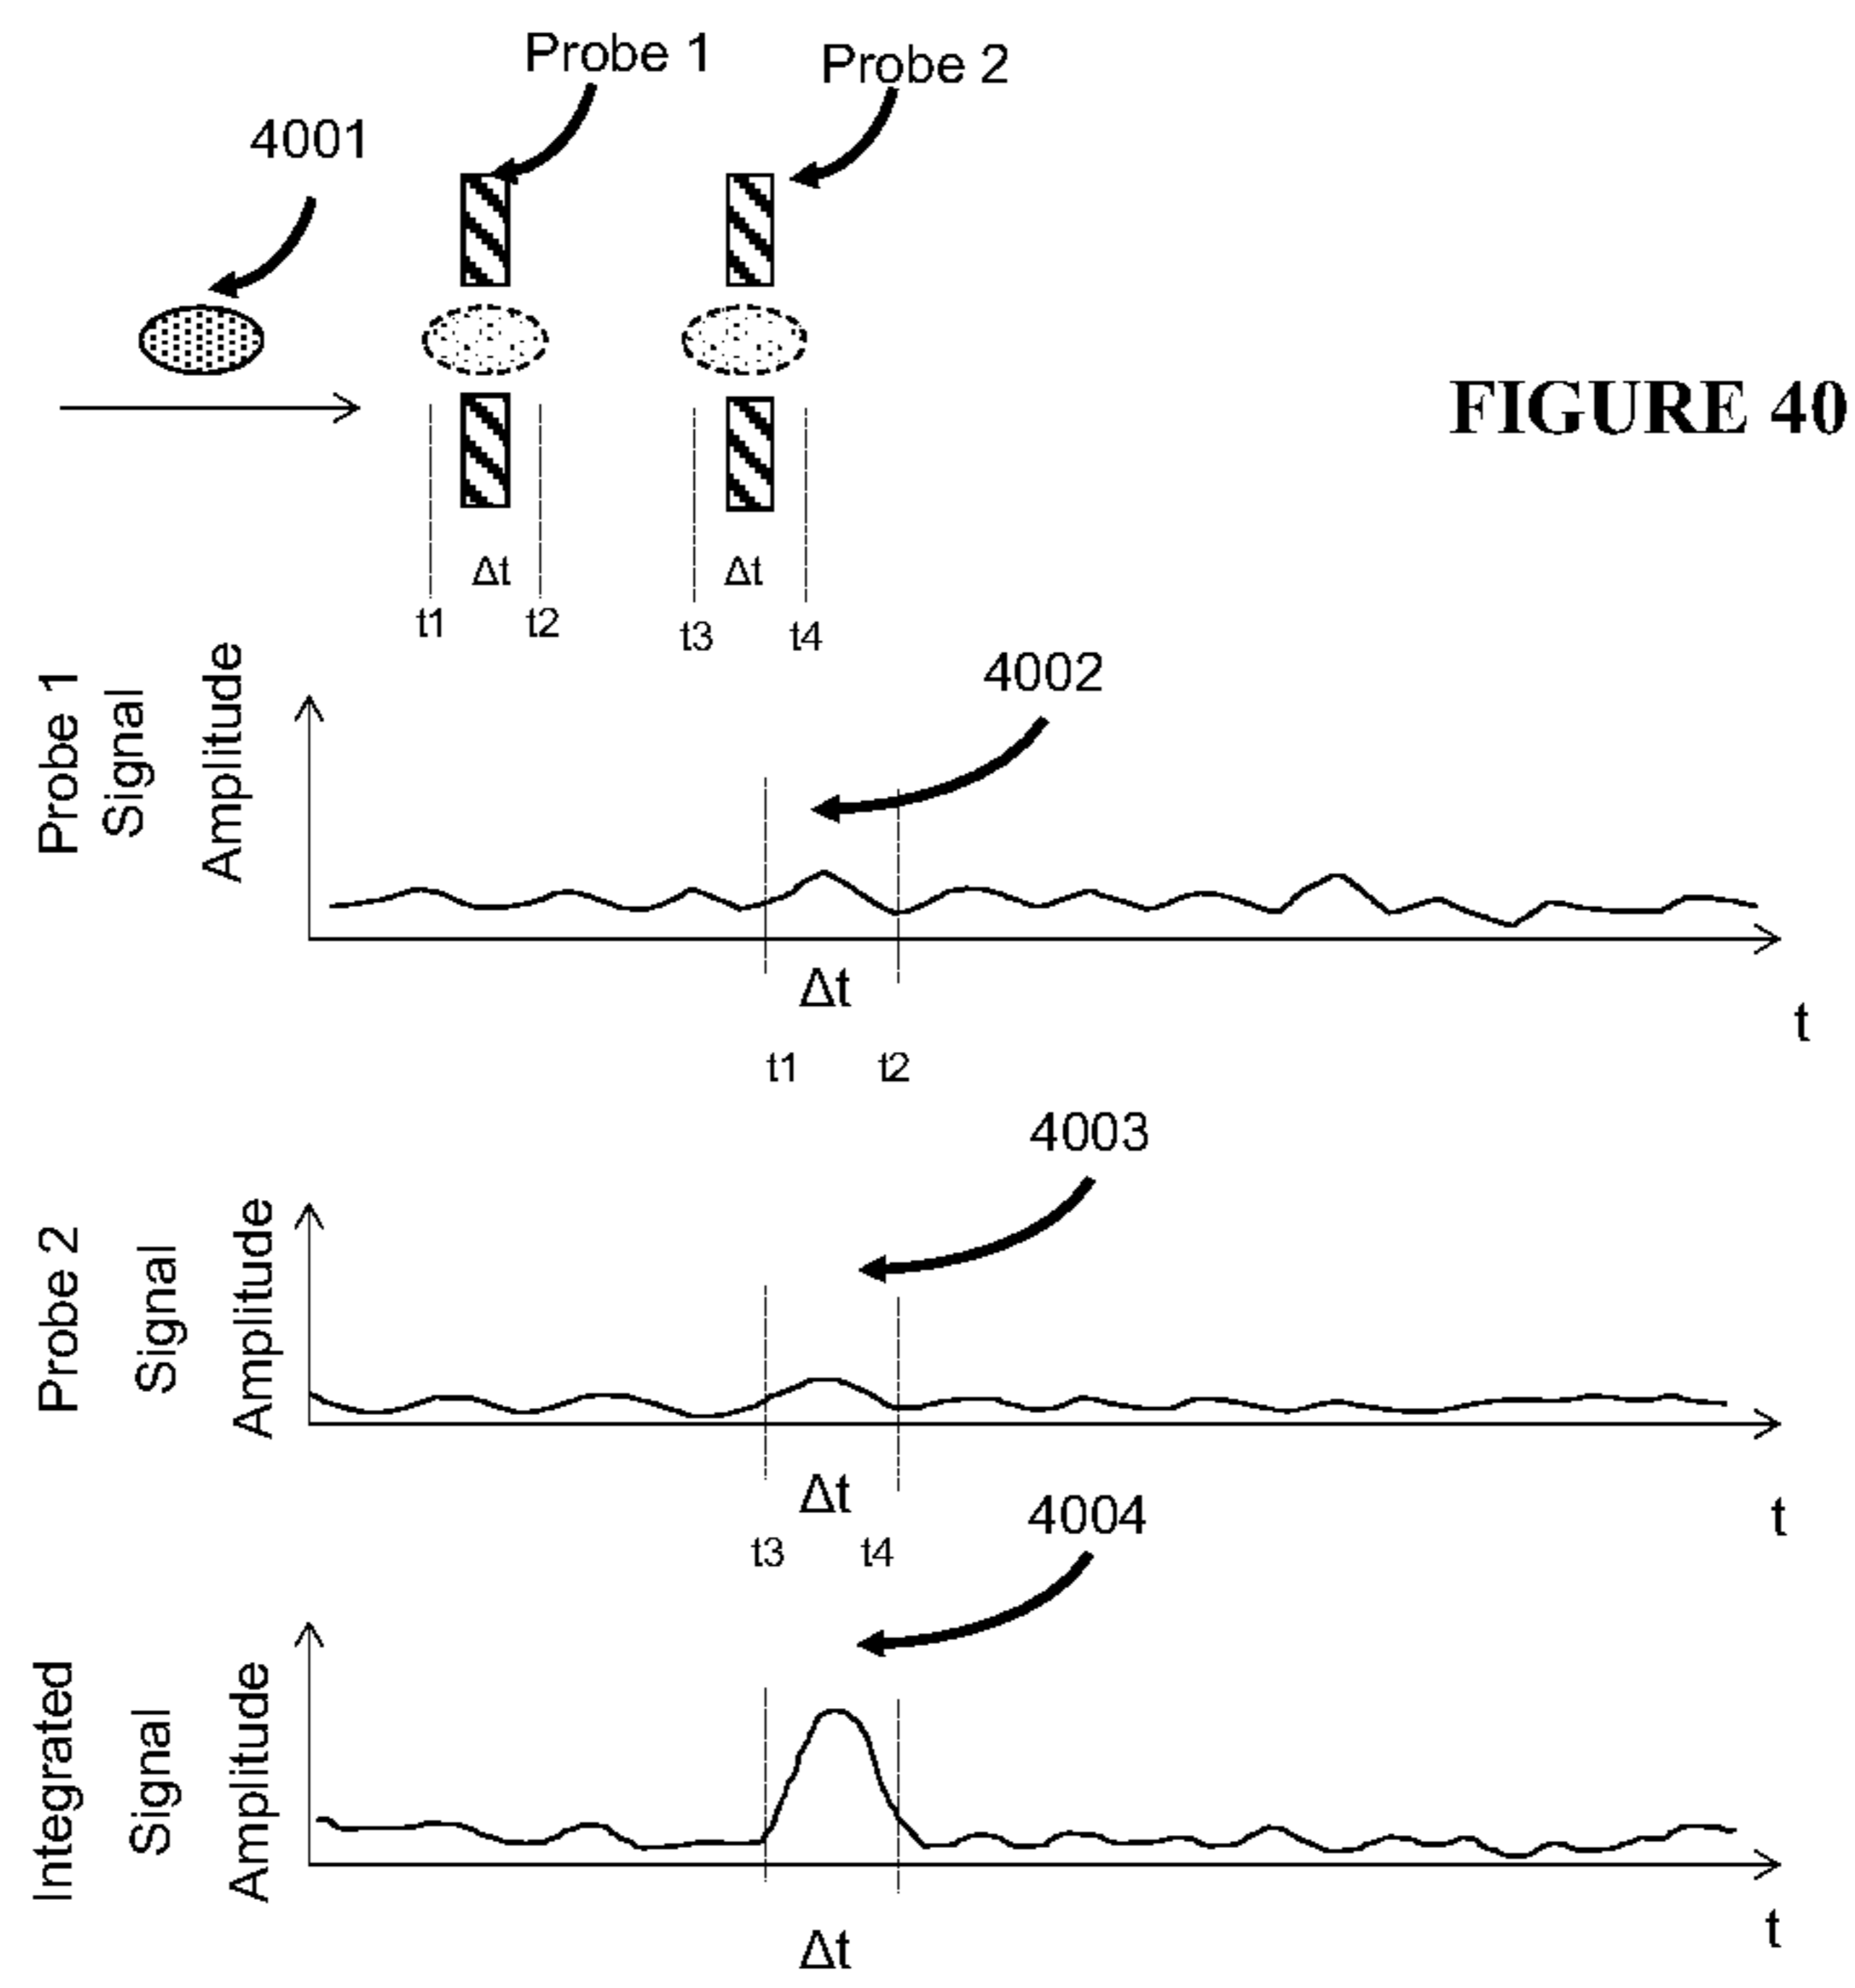 Probe 1
Probe 2
4001
FIGURE 40
Δt
Δt
t1
t2
t3
t4
Probe 1
Signal
Amplitude
4002
Δt
t
t1
t2
Probe 2
Signal
Amplitude
4003
Δt
t
t3
t4
Integrated
Signal
Amplitude
4004
Δt
t